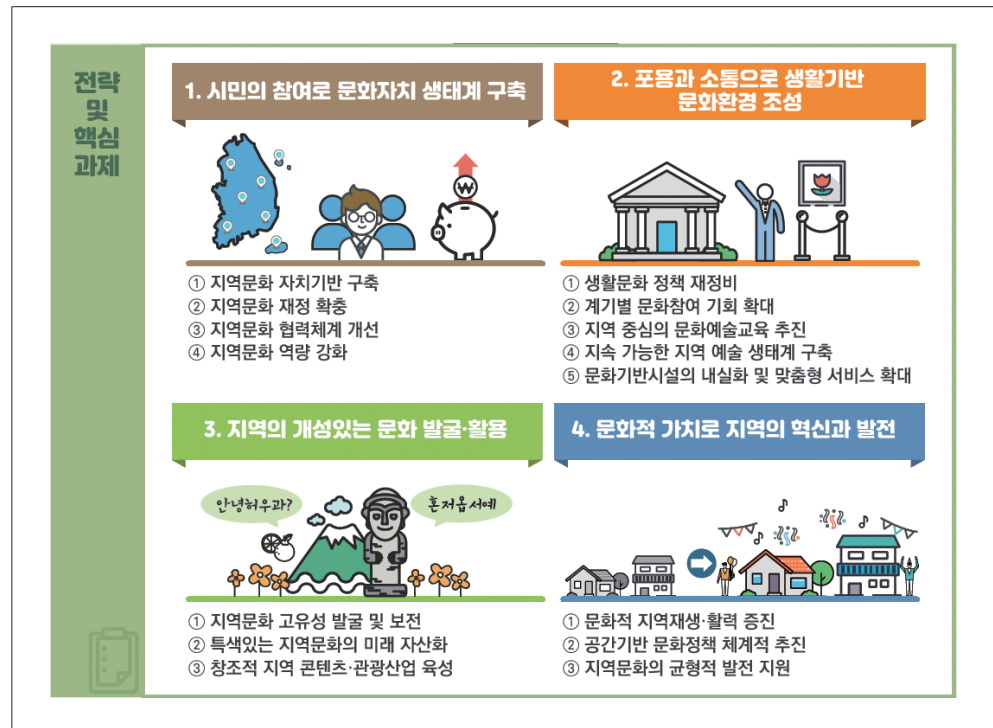 전략
및
핵심
과제
1. 시민의 참여로 문화자치 생태계 구축
₩
① 지역문화 자치기반 구축
② 지역문화 재정 확충
③ 지역문화 협력체계 개선
④ 지역문화 역량 강화
2. 포용과 소통으로 생활기반
문화환경 조성
① 생활문화 정책 재정비
② 계기별 문화참여 기회 확대
③ 지역 중심의 문화예술교육 추진
④ 지속 가능한 지역 예술 생태계 구축
⑤ 문화기반시설의 내실화 및 맞춤형 서비스 확대
3. 지역의 개성있는 문화 발굴·활용
안녕허우꽈?
혼저옵서예
① 지역문화 고유성 발굴 및 보전
② 특색있는 지역문화의 미래 자산화
③ 창조적 지역 콘텐츠·관광산업 육성
4. 문화적 가치로 지역의 혁신과 발전
① 문화적 지역재생·활력 증진
② 공간기반 문화정책 체계적 추진
③ 지역문화의 균형적 발전 지원